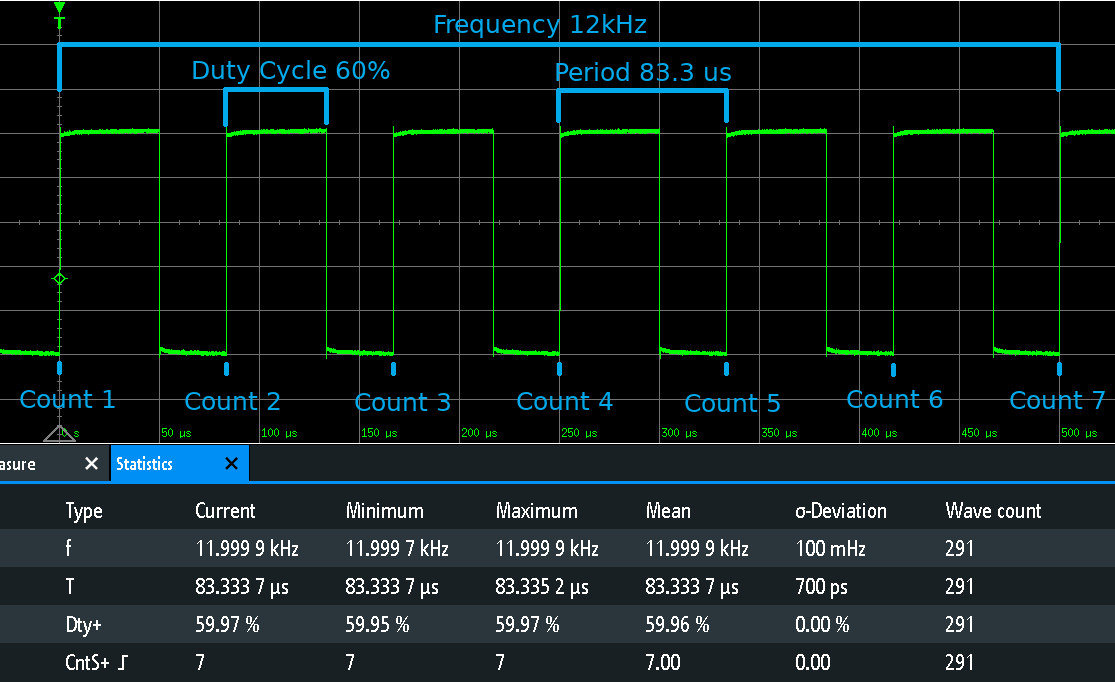 T
Frequency 12kHz
Duty Cycle 60%
Period 83.3 us
Count 1
Count 2
Count 3
Count 4
Count 5
Count 6
Count 7
0 s
50 µs
100 µs
150 µs
200 µs
250 µs
300 µs
350 µs
400 µs
450 µs
500 µs
asure
Statistics
Type Current Minimum Maximum Mean σ-Deviation Wave count
f 11.999 9 kHz 11.999 7 kHz 11.999 9 kHz 11.999 9 kHz 100 mHz 291
T 83.333 7 µs 83.333 7 µs 83.335 2 µs 83.333 7 µs 700 ps 291
Dty+ 59.97 % 59.95 % 59.97 % 59.96 % 0.00 % 291
CntS+ 7 7 7 7.00 0.00 291